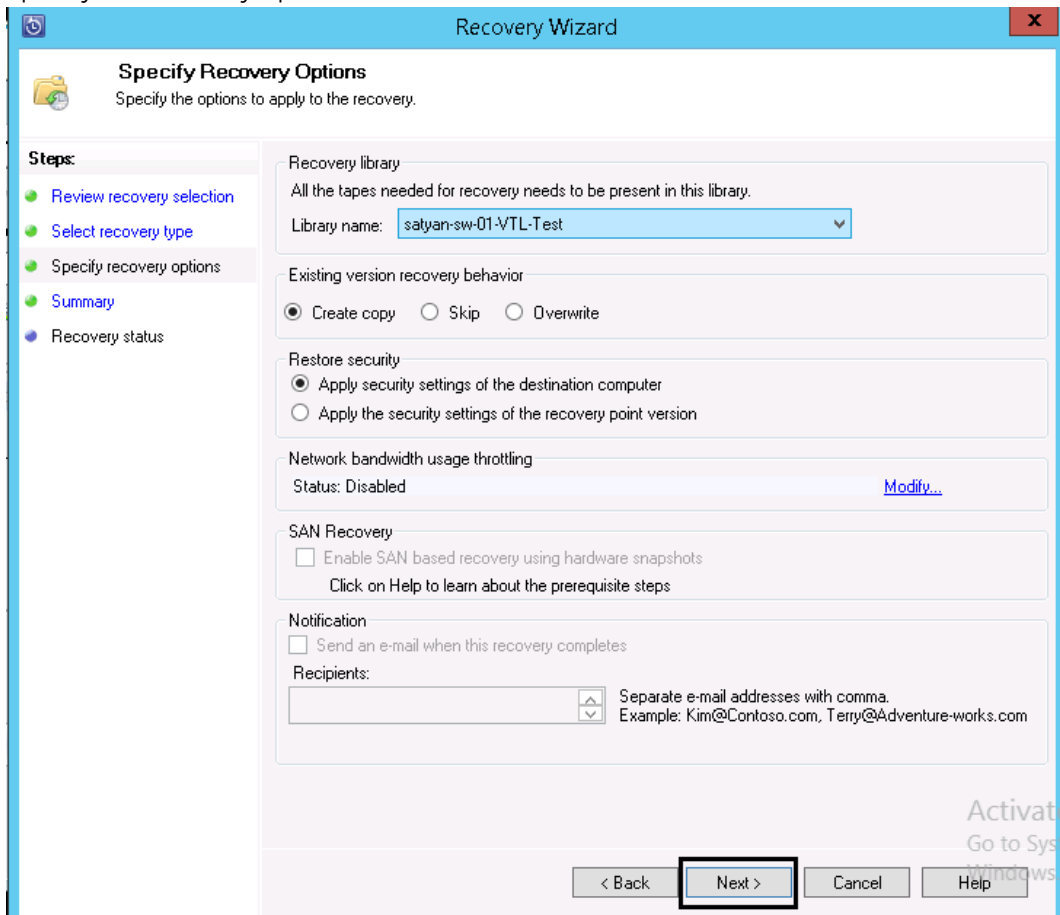 Recovery Wizard
x
Specify Recovery Options
Specify the options to apply to the recovery.
Steps:
Review recovery selection
Select recovery type
Specify recovery options
Summary
Recovery status
Recovery library
All the tapes needed for recovery needs to be present in this library.
Library name: satyan-sw-01-VTL-Test
Existing version recovery behavior
Create copy Skip Overwrite
Restore security
Apply security settings of the destination computer
Apply the security settings of the recovery point version
Network bandwidth usage throttling
Status: Disabled Modify...
SAN Recovery
Enable SAN based recovery using hardware snapshots
Click on Help to learn about the prerequisite steps
Notification
Send an e-mail when this recovery completes
Recipients:
Separate e-mail addresses with comma.
Example: Kim@Contoso.com, Terry@Adventure-works.com
Activat
Go to Sys
Windows
< Back Next > Cancel Help